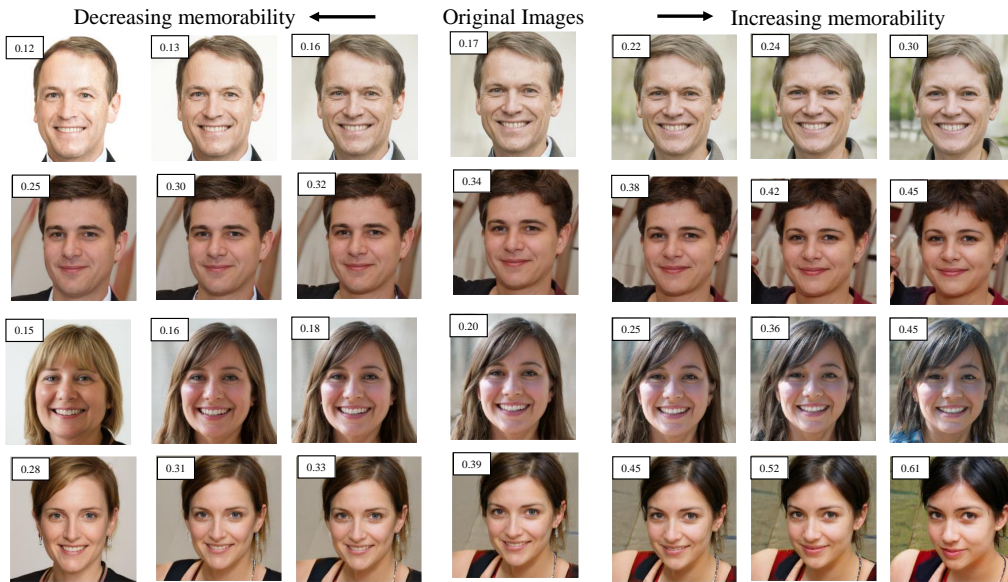 Decreasing memorability Original Images Increasing memorability
0.12 0.13 0.16 0.17 0.22 0.24 0.30
0.25 0.30 0.32 0.34 0.38 0.42 0.45
0.15 0.16 0.18 0.20 0.25 0.36 0.45
0.28 0.31 0.33 0.39 0.45 0.52 0.61